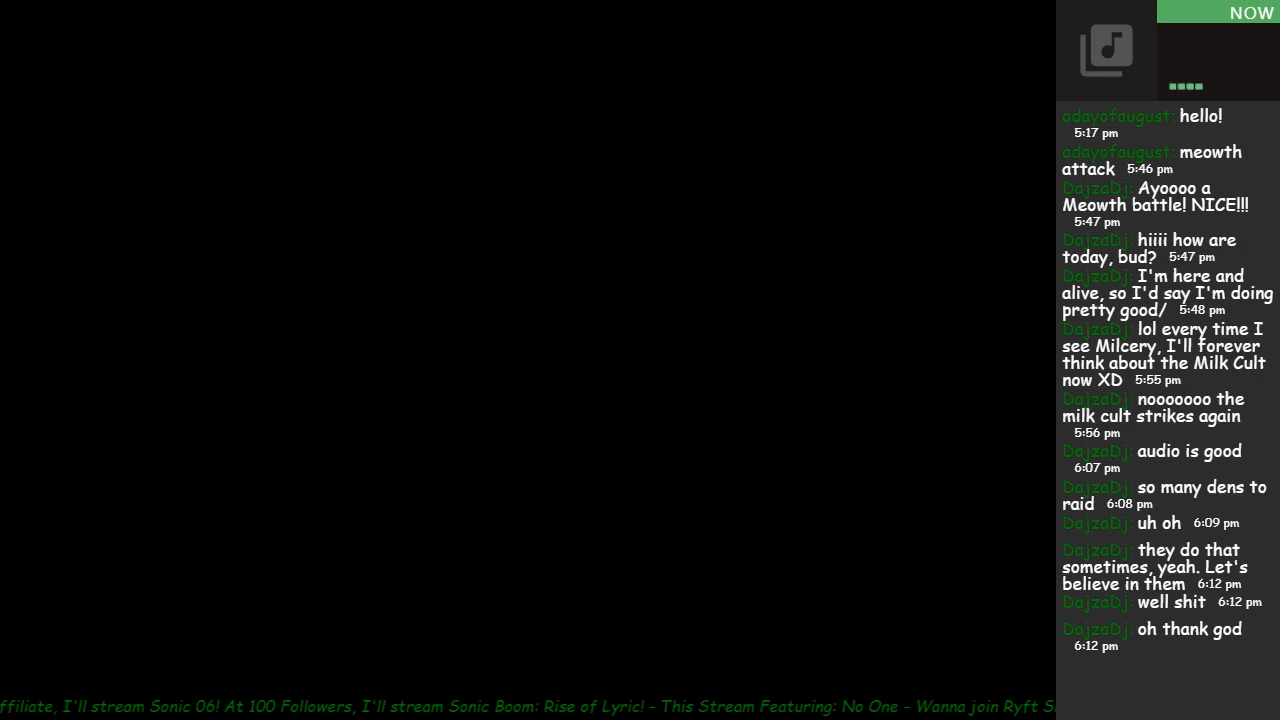 NOW
adayofaugust: hello!
5:17 pm
adayofaugust: meowth
attack 5:46 pm
DajzaDj: Ayoooo a
Meowth battle! NICE!!!
5:47 pm
DajzaDj: hiiii how are
today, bud? 5:47 pm
DajzaDj: I'm here and
alive, so I'd say I'm doing
pretty good/ 5:48 pm
DajzaDj: lol every time I
see Milcery, I'll forever
think about the Milk Cult
now XD 5:55 pm
DajzaDj: nooooooo the
milk cult strikes again
5:56 pm
DajzaDj: audio is good
6:07 pm
DajzaDj: so many dens to
raid 6:08 pm
DajzaDj: uh oh 6:09 pm
DajzaDj: they do that
sometimes, yeah. Let's
believe in them 6:12 pm
DajzaDj: well shit 6:12 pm
DajzaDj: oh thank god
6:12 pm
ffiliate, I'll stream Sonic 06! At 100 Followers, I'll stream Sonic Boom: Rise of Lyric! - This Stream Featuring: No One - Wanna join Ryft S